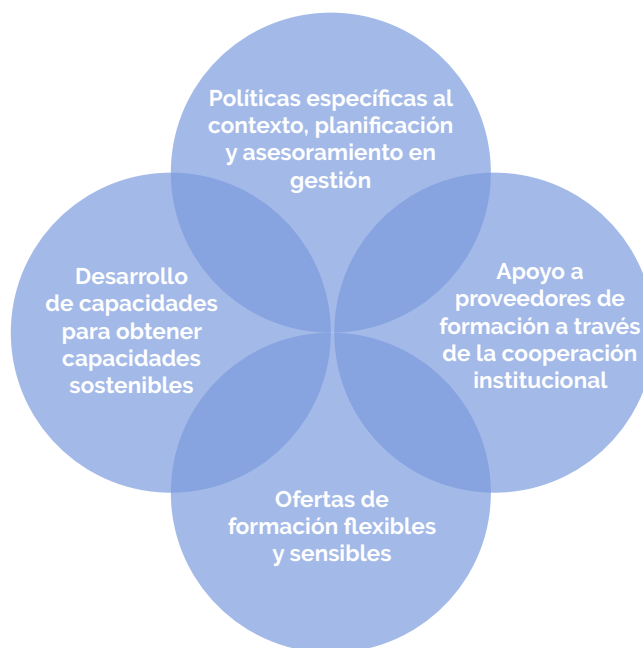 Políticas específicas al
contexto, planificación
y asesoramiento en
gestión
Desarrollo
de capacidades
para obtener
capacidades
sostenibles
Apoyo a
proveedores de
formación a través
de la cooperación
institucional
Ofertas de
formación flexibles
y sensibles